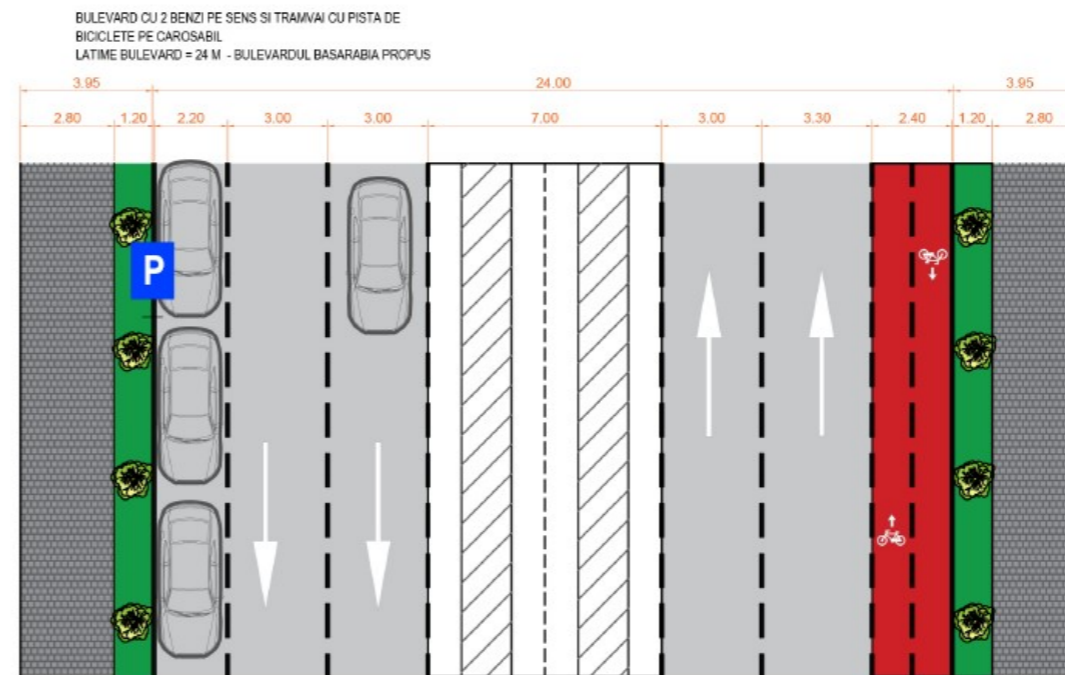 BULEVARD CU 2 BENZI PE SENS SI TRAMVAI CU PISTA DE
BICICLETE PE CAROSABIL
LATIME BULEVARD = 24 M - BULEVARDUL BASARABIA PROPUS
3.95 24.00 3.95
2.80 1.20 2.20 3.00 3.00 7.00 3.00 3.30 2.40 1.20 2.80
P